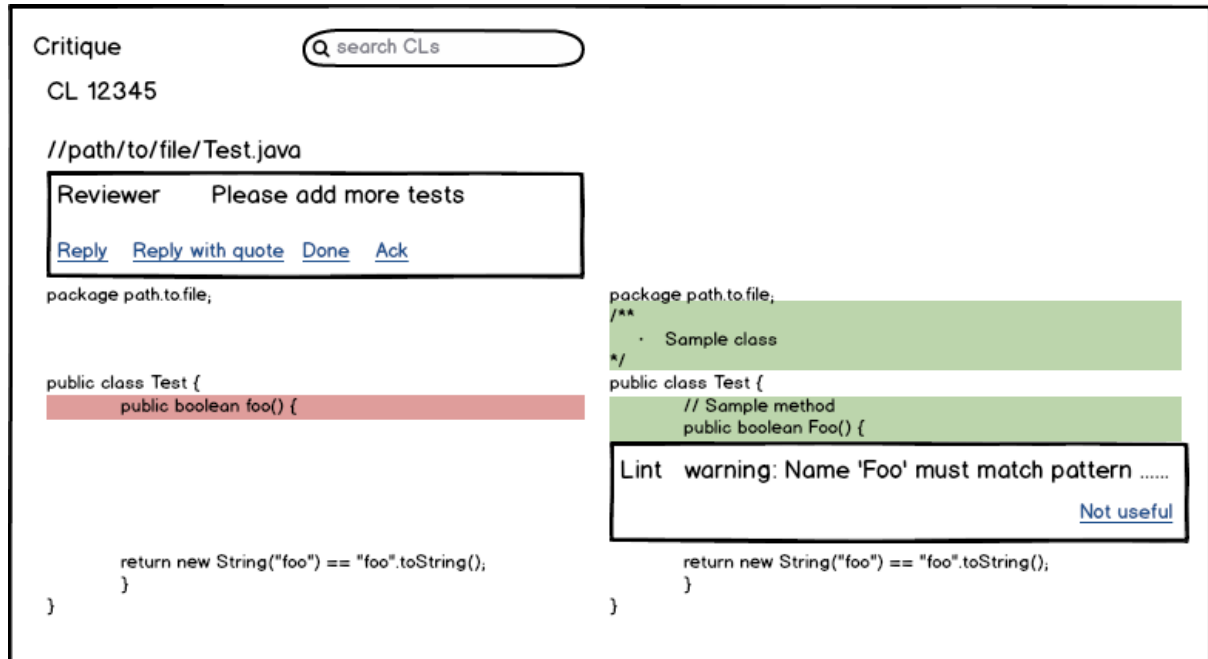 Critique
search CLs
CL 12345
//path/to/file/Test.java
Reviewer Please add more tests
Reply Reply with quote Done Ack
package path.to.file;
public class Test {
public boolean foo() {
return new String("foo") == "foo".toString();
}
}
package path.to.file;
/**
· Sample class
*/
public class Test {
// Sample method
public boolean Foo() {
Lint warning: Name 'Foo' must match pattern ......
Not useful
return new String("foo") == "foo".toString();
}
}